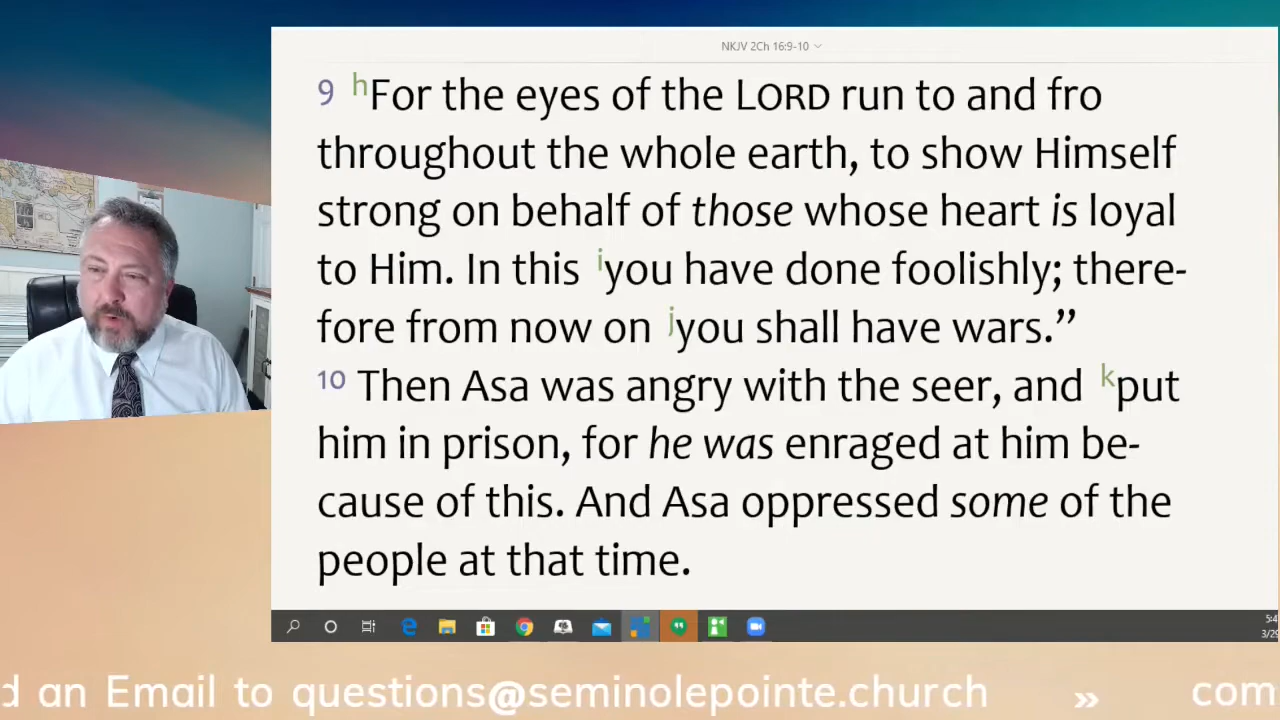 NKJV 2Ch 16:9-10
9 hFor the eyes of the LORD run to and fro
throughout the whole earth, to show Himself
strong on behalf of those whose heart is loyal
to Him. In this iyou have done foolishly; there-
fore from now on jyou shall have wars.”
10 Then Asa was angry with the seer, and kput
him in prison, for he was enraged at him be-
cause of this. And Asa oppressed some of the
people at that time.
5:4
3/29
d an Email to questions@seminolepointe.church » com